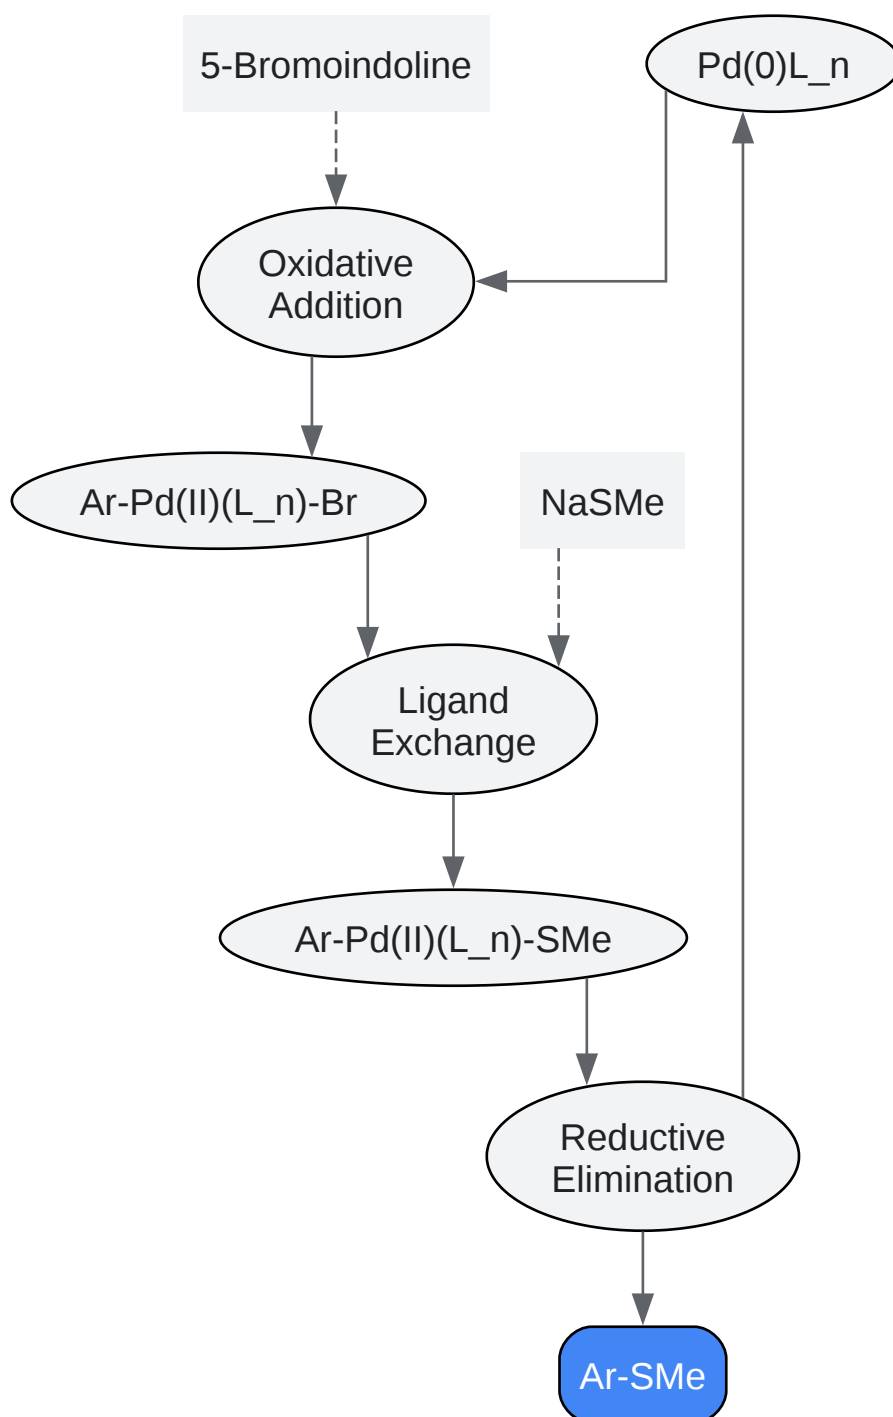 5-Bromoindoline
Pd(0)L_n
Oxidative
Addition
Ar-Pd(II)(L_n)-Br
NaSMe
Ligand
Exchange
Ar-Pd(II)(L_n)-SMe
Reductive
Elimination
Ar-SMe